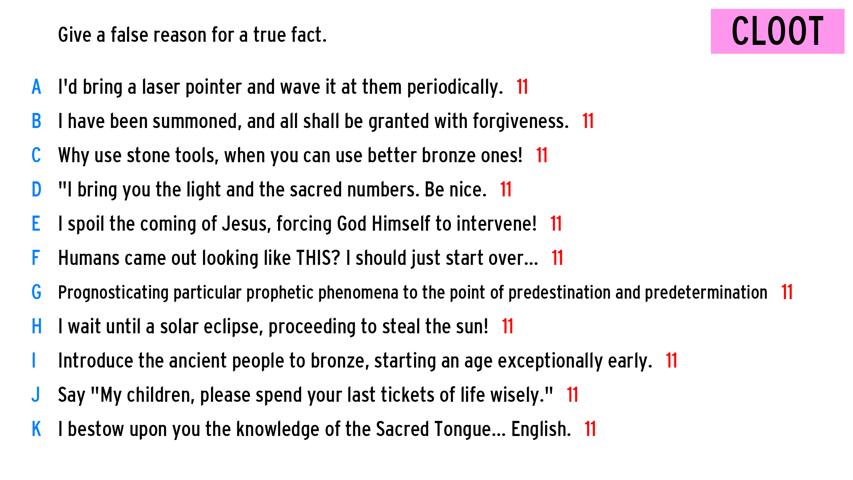 Give a false reason for a true fact.
CLOOT
A I'd bring a laser pointer and wave it at them periodically. 11
B I have been summoned, and all shall be granted with forgiveness. 11
C Why use stone tools, when you can use better bronze ones! 11
D "I bring you the light and the sacred numbers. Be nice. 11
E I spoil the coming of Jesus, forcing God Himself to intervene! 11
F Humans came out looking like THIS? I should just start over... 11
G Prognosticating particular prophetic phenomena to the point of predestination and predetermination 11
H I wait until a solar eclipse, proceeding to steal the sun! 11
I Introduce the ancient people to bronze, starting an age exceptionally early. 11
J Say "My children, please spend your last tickets of life wisely." 11
K I bestow upon you the knowledge of the Sacred Tongue... English. 11